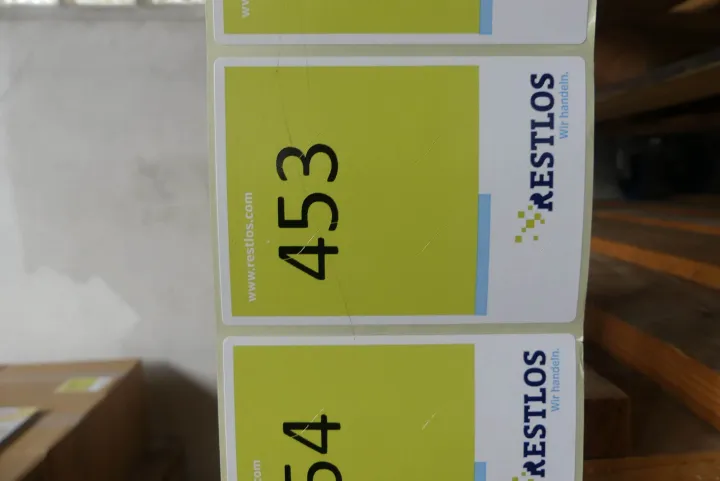 www.restlos.com
453
RESTLOS
Wir handeln.
54
RESTLOS
Wir handeln.